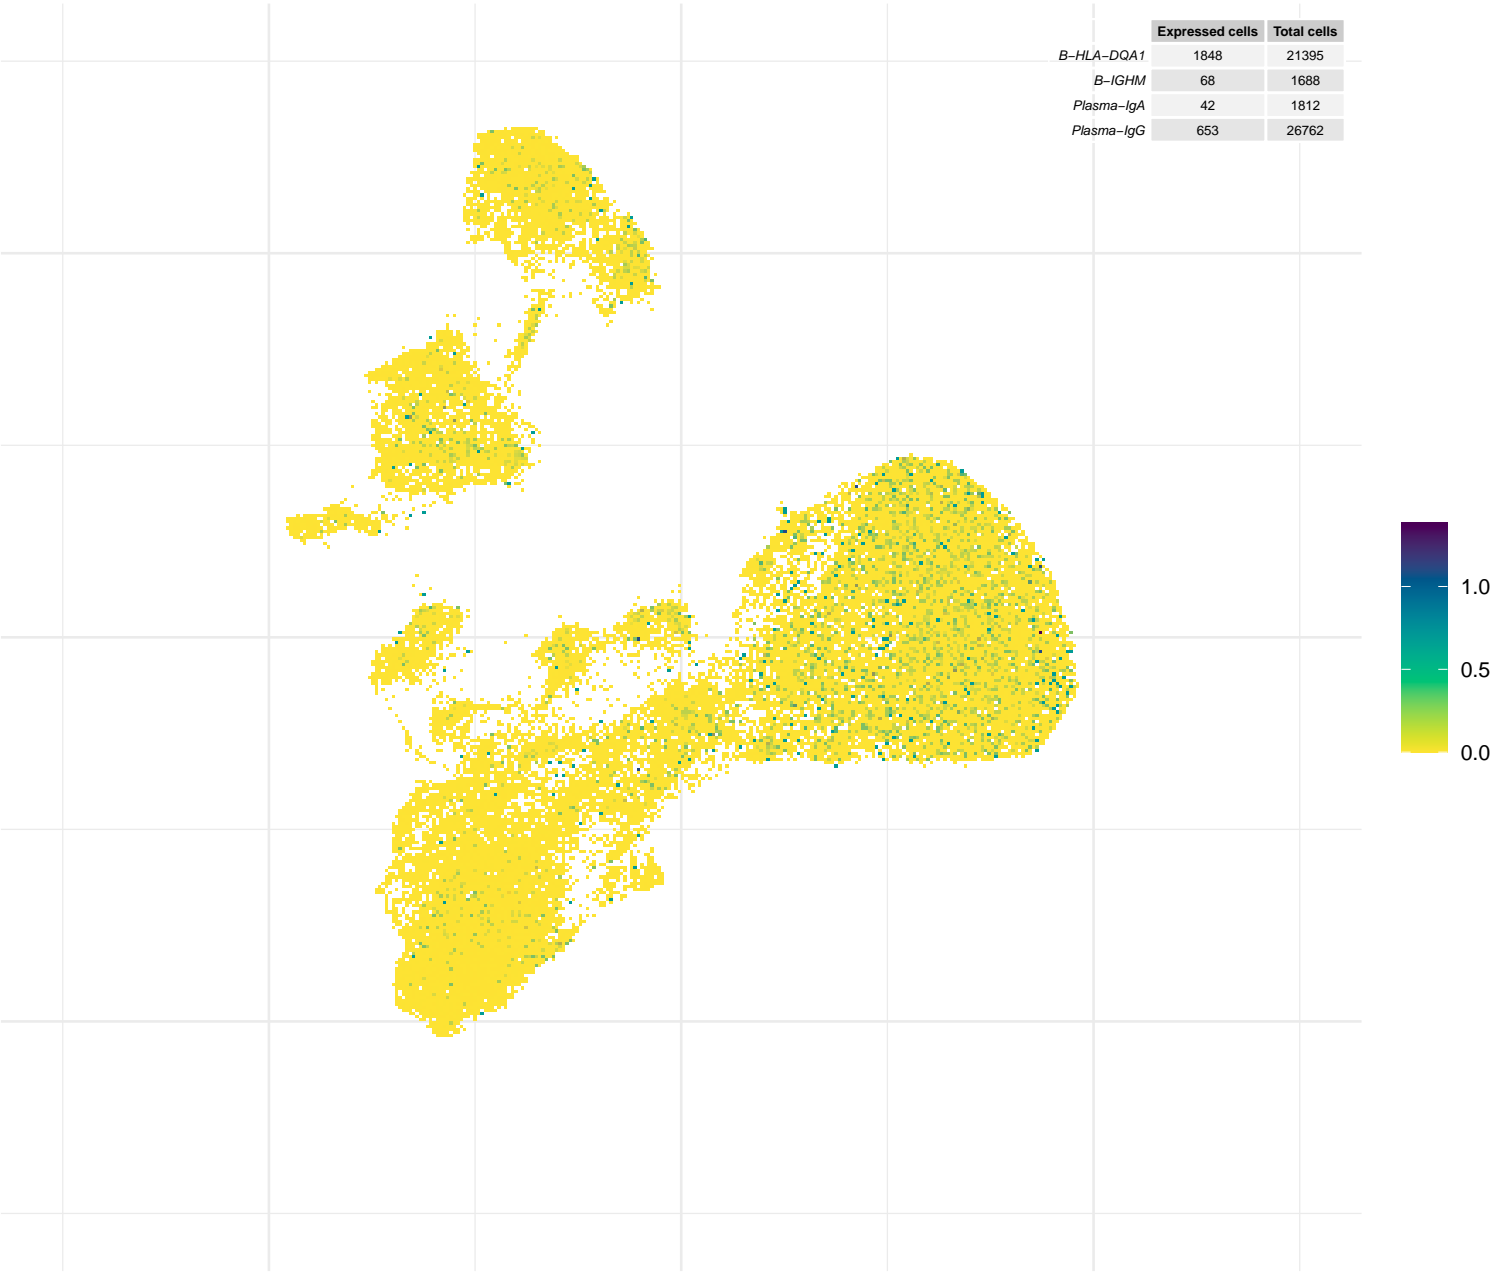 Expressed cells Total cells
B−HLA−DQA1 1848 21395
B−IGHM 68 1688
Plasma−IgA 42 1812
Plasma−IgG 653 26762
1.0
0.5
0.0